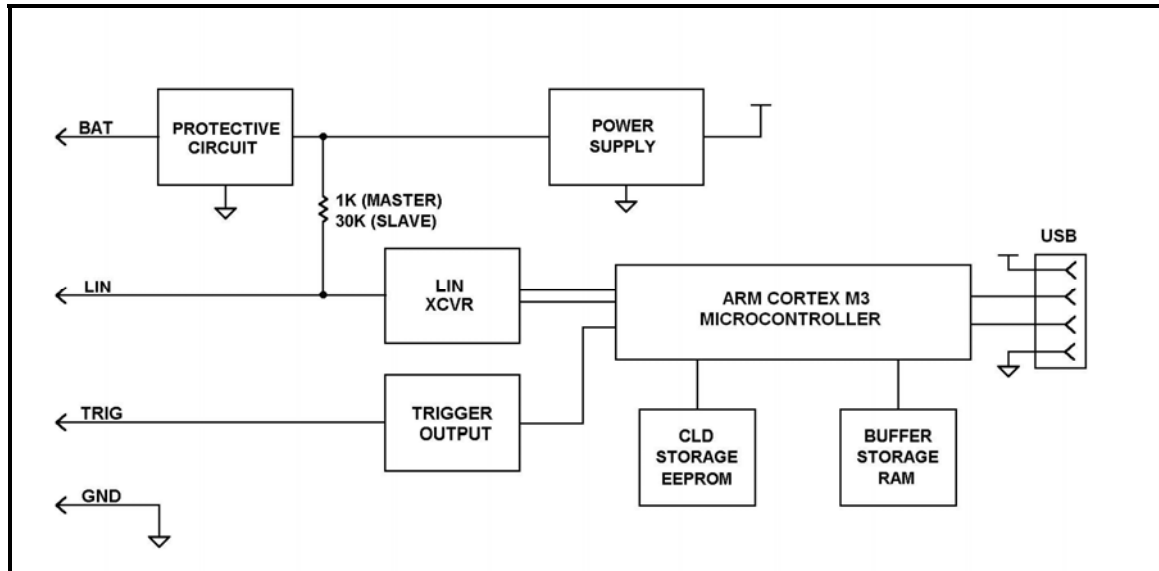 BAT
PROTECTIVE
CIRCUIT
POWER
SUPPLY
1K (MASTER)
30K (SLAVE)
USB
LIN
LIN
XCVR
ARM CORTEX M3
MICROCONTROLLER
TRIG
TRIGGER
OUTPUT
CLD
STORAGE
EEPROM
BUFFER
STORAGE
RAM
GND